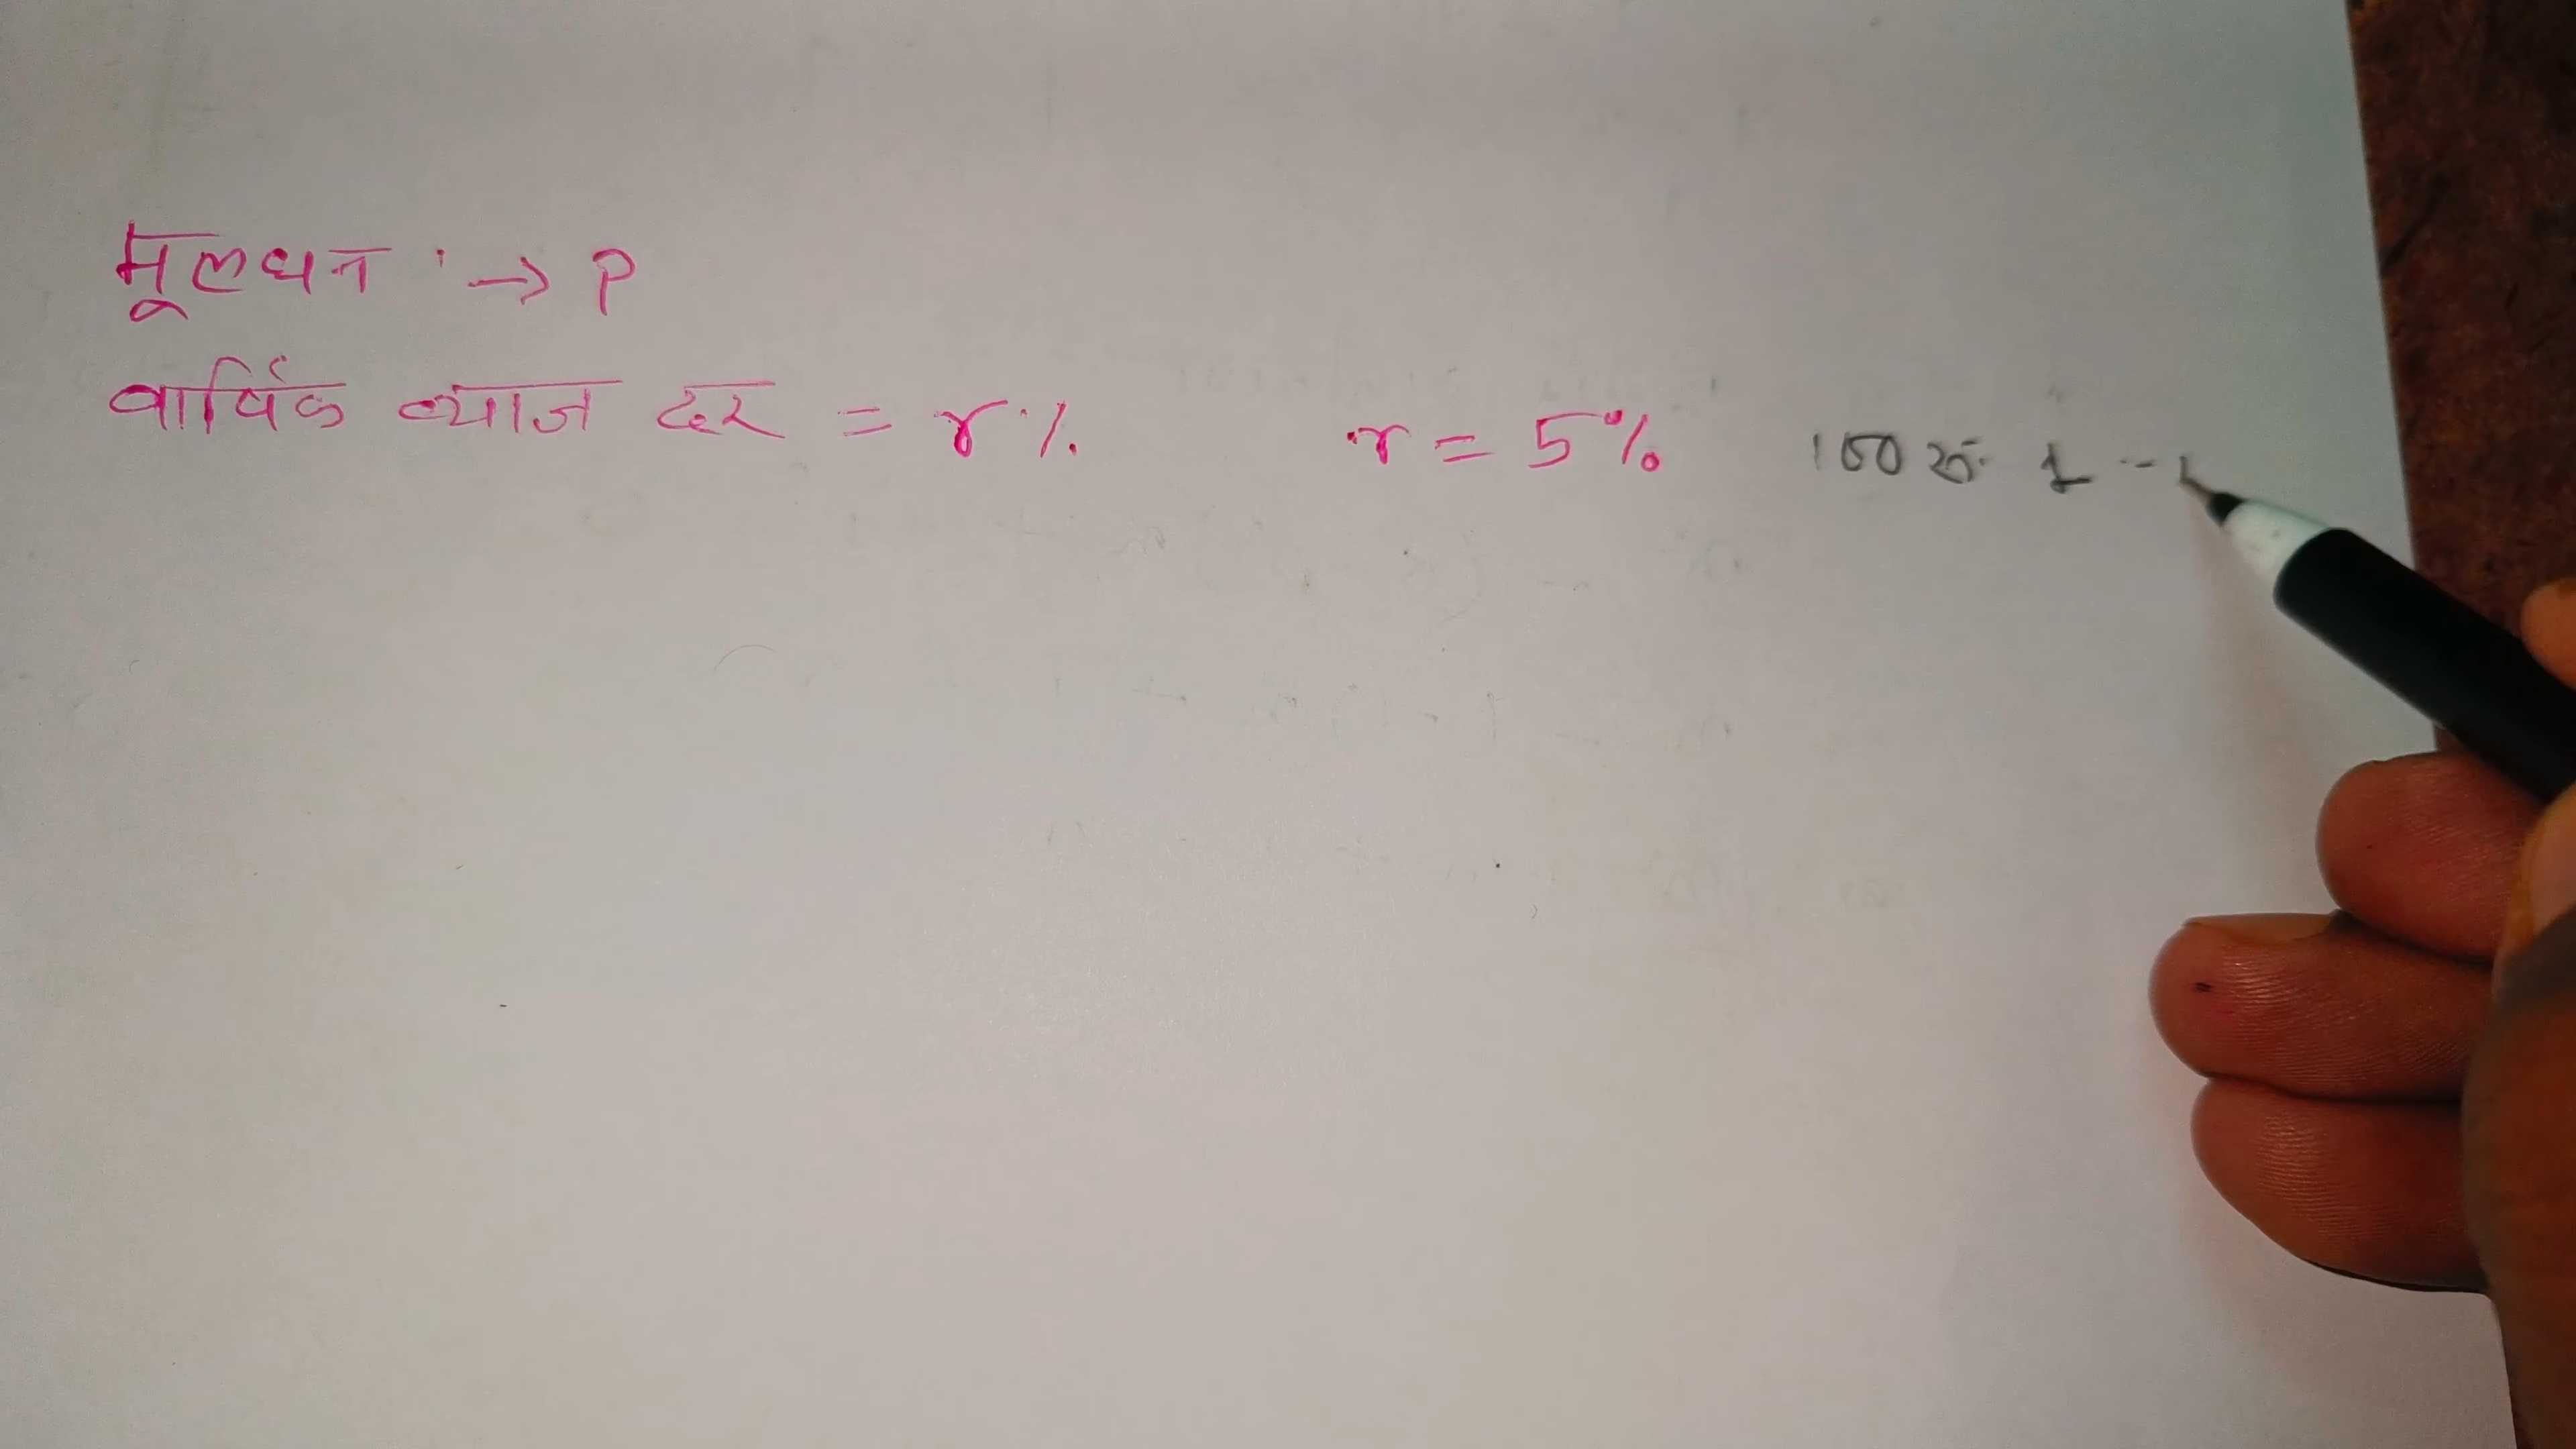 मूलधन → P
वार्षिक ब्याज दर = r% r = 5% 100 रु 1